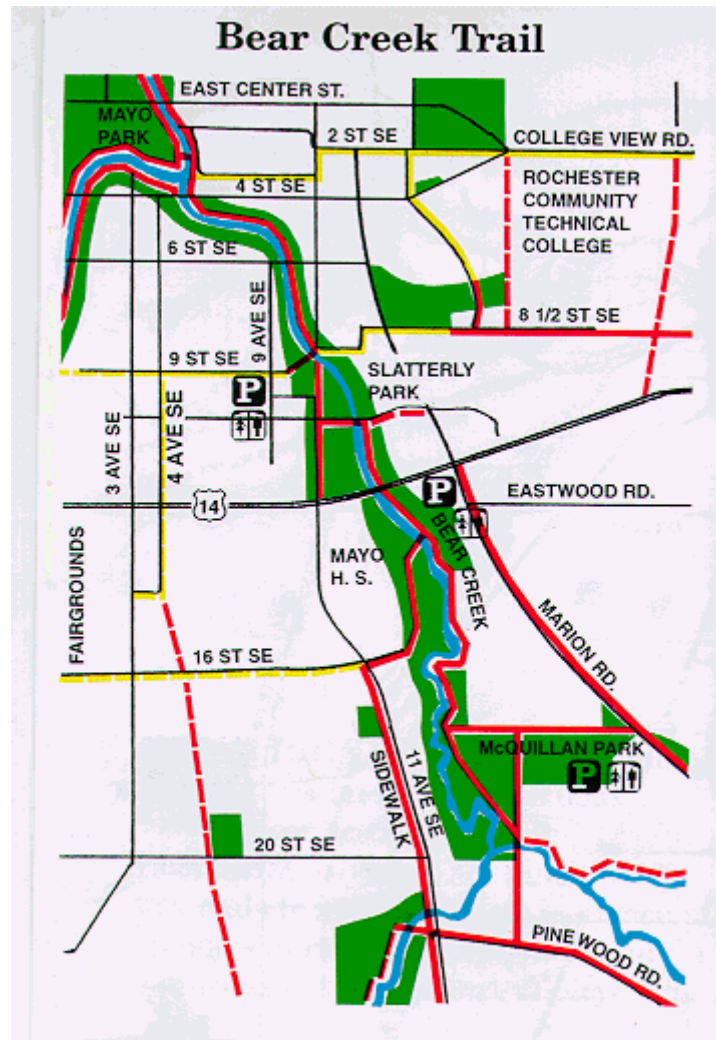 Bear Creek Trail
EAST CENTER ST.
MAYO
PARK
2 ST SE
COLLEGE VIEW RD.
4 ST SE
ROCHESTER
COMMUNITY
TECHNICAL
COLLEGE
6 ST SE
9 AVE SE
8 1/2 ST SE
9 ST SE
SLATTERLY
PARK
P
3 AVE SE
4 AVE SE
14
P
EASTWOOD RD.
BEAR CREEK
MAYO
H. S.
FAIRGROUNDS
MARION RD.
16 ST SE
McQUILLAN PARK
P
SIDEWALK
11 AVE SE
20 ST SE
PINEWOOD RD.